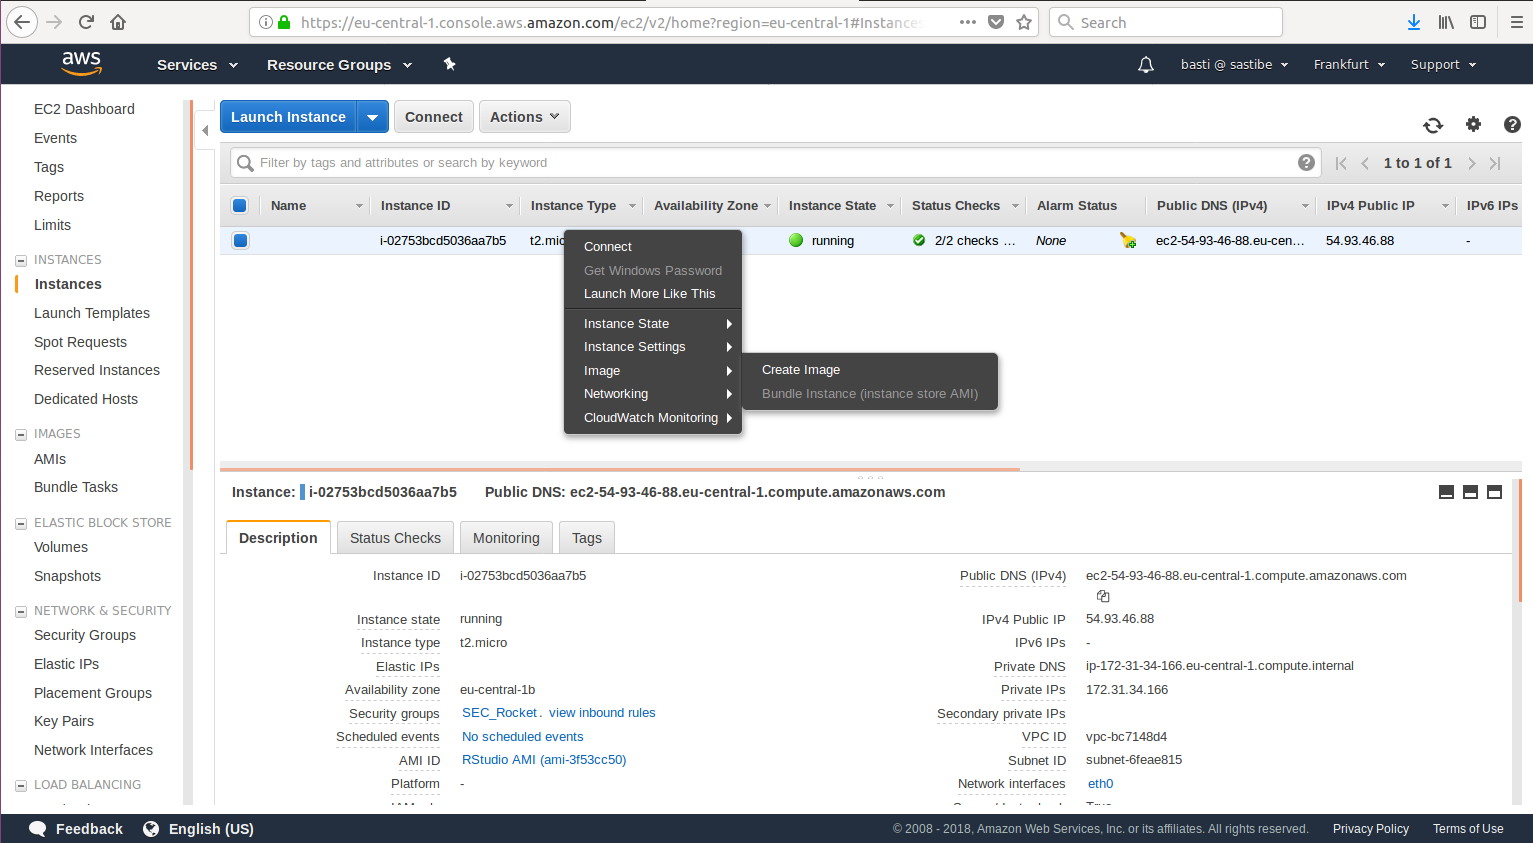 https://eu-central-1.console.aws.amazon.com/ec2/v2/home?region=eu-central-1#Instances
Search
aws
Services
Resource Groups
basti @ sastibe
Frankfurt
Support
EC2 Dashboard
Events
Tags
Reports
Limits
INSTANCES
Instances
Launch Templates
Spot Requests
Reserved Instances
Dedicated Hosts
IMAGES
AMIs
Bundle Tasks
ELASTIC BLOCK STORE
Volumes
Snapshots
NETWORK & SECURITY
Security Groups
Elastic IPs
Placement Groups
Key Pairs
Network Interfaces
LOAD BALANCING
Launch Instance
Connect
Actions
Filter by tags and attributes or search by keyword
1 to 1 of 1
Name
Instance ID
Instance Type
Availability Zone
Instance State
Status Checks
Alarm Status
Public DNS (IPv4)
IPv4 Public IP
IPv6 IPs
i-02753bcd5036aa7b5
t2.mic
running
2/2 checks ...
None
ec2-54-93-46-88.eu-cen...
54.93.46.88
-
Connect
Get Windows Password
Launch More Like This
Instance State
Instance Settings
Image
Networking
CloudWatch Monitoring
Create Image
Bundle Instance (instance store AMI)
Instance: i-02753bcd5036aa7b5
Public DNS: ec2-54-93-46-88.eu-central-1.compute.amazonaws.com
Description
Status Checks
Monitoring
Tags
Instance ID i-02753bcd5036aa7b5
Instance state running
Instance type t2.micro
Elastic IPs
Availability zone eu-central-1b
Security groups SEC_Rocket. view inbound rules
Scheduled events No scheduled events
AMI ID RStudio AMI (ami-3f53cc50)
Platform -
Public DNS (IPv4) ec2-54-93-46-88.eu-central-1.compute.amazonaws.com
IPv4 Public IP 54.93.46.88
IPv6 IPs -
Private DNS ip-172-31-34-166.eu-central-1.compute.internal
Private IPs 172.31.34.166
Secondary private IPs
VPC ID vpc-bc7148d4
Subnet ID subnet-6feae815
Network interfaces eth0
Feedback
English (US)
© 2008 - 2018, Amazon Web Services, Inc. or its affiliates. All rights reserved.
Privacy Policy
Terms of Use